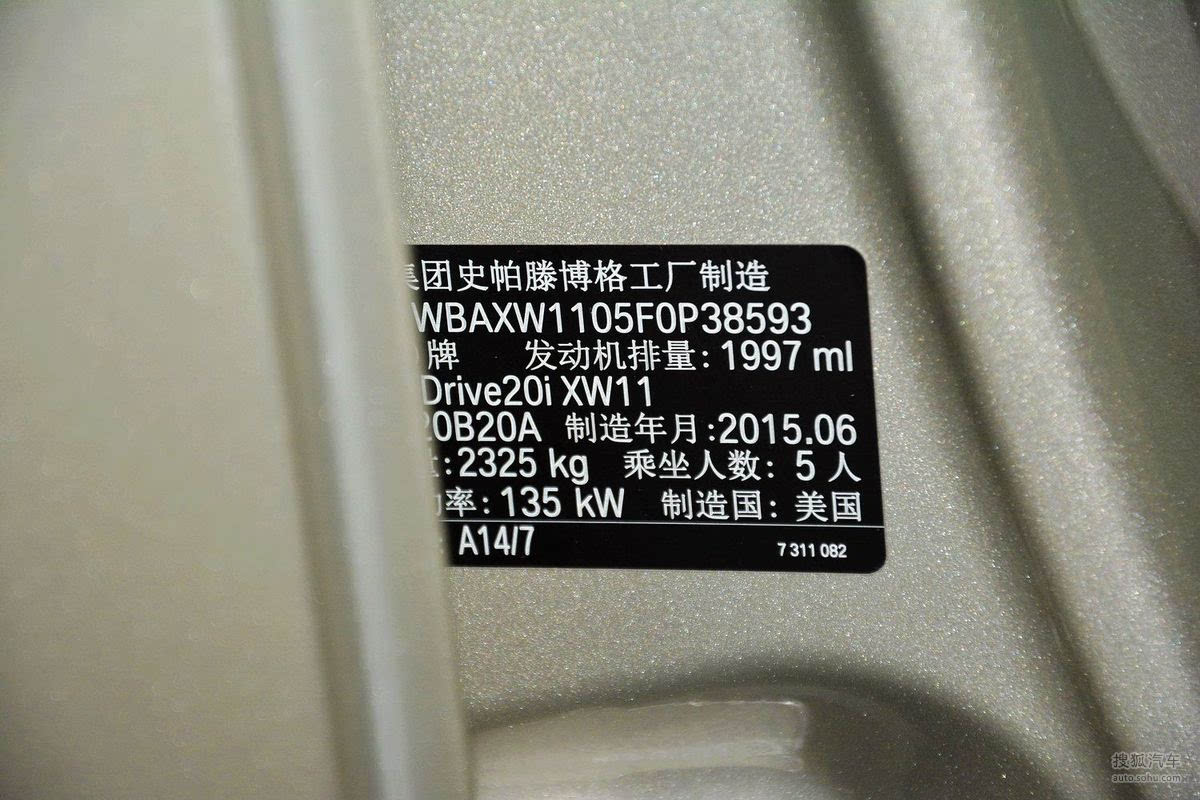 集团史帕滕博格工厂制造
WBAXW1105F0P38593
牌 发动机排量: 1997 ml
Drive20i XW11
20B20A 制造年月:2015.06
:2325 kg 乘坐人数: 5 人
率: 135 kW 制造国: 美国
: A14/7 7 311 082
搜狐汽车
auto.sohu.com